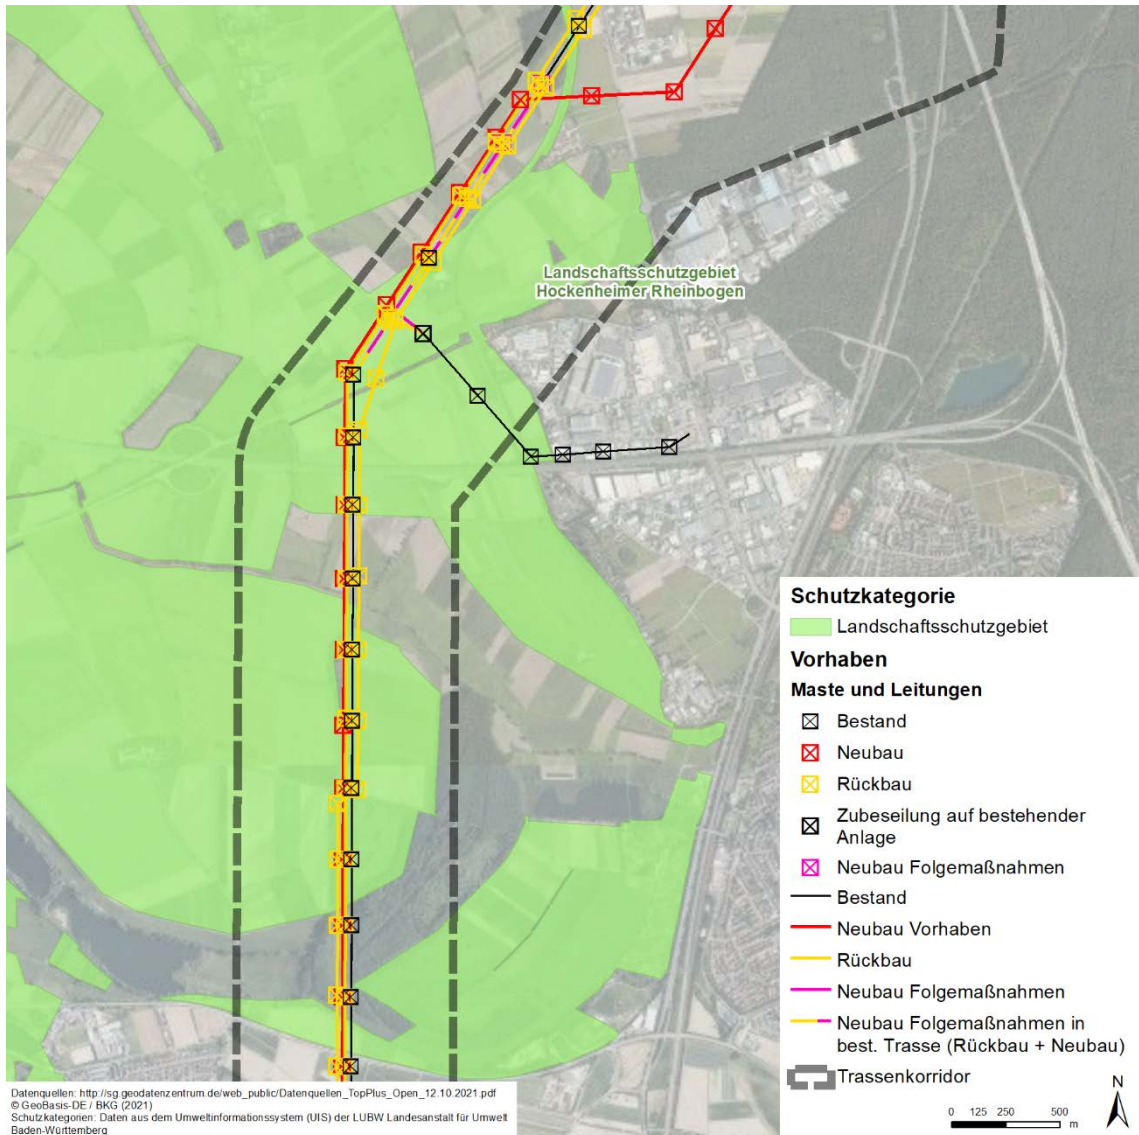 Landschaftsschutzgebiet
Hockenheimer Rheinbogen
Schutzkategorie
Landschaftsschutzgebiet
Vorhaben
Maste und Leitungen
Bestand
Neubau
Rückbau
Zubeseilung auf bestehender
Anlage
Neubau Folgemaßnahmen
Bestand
Neubau Vorhaben
Rückbau
Neubau Folgemaßnahmen
Neubau Folgemaßnahmen in
best. Trasse (Rückbau + Neubau)
Trassenkorridor
0 125 250 500
m
N
Datenquellen: http://sg.geodatenzentrum.de/web_public/Datenquellen_TopPlus_Open_12.10.2021.pdf
© GeoBasis-DE / BKG (2021)
Schutzkategorien: Daten aus dem Umweltinformationssystem (UIS) der LUBW Landesanstalt für Umwelt
Baden-Württemberg